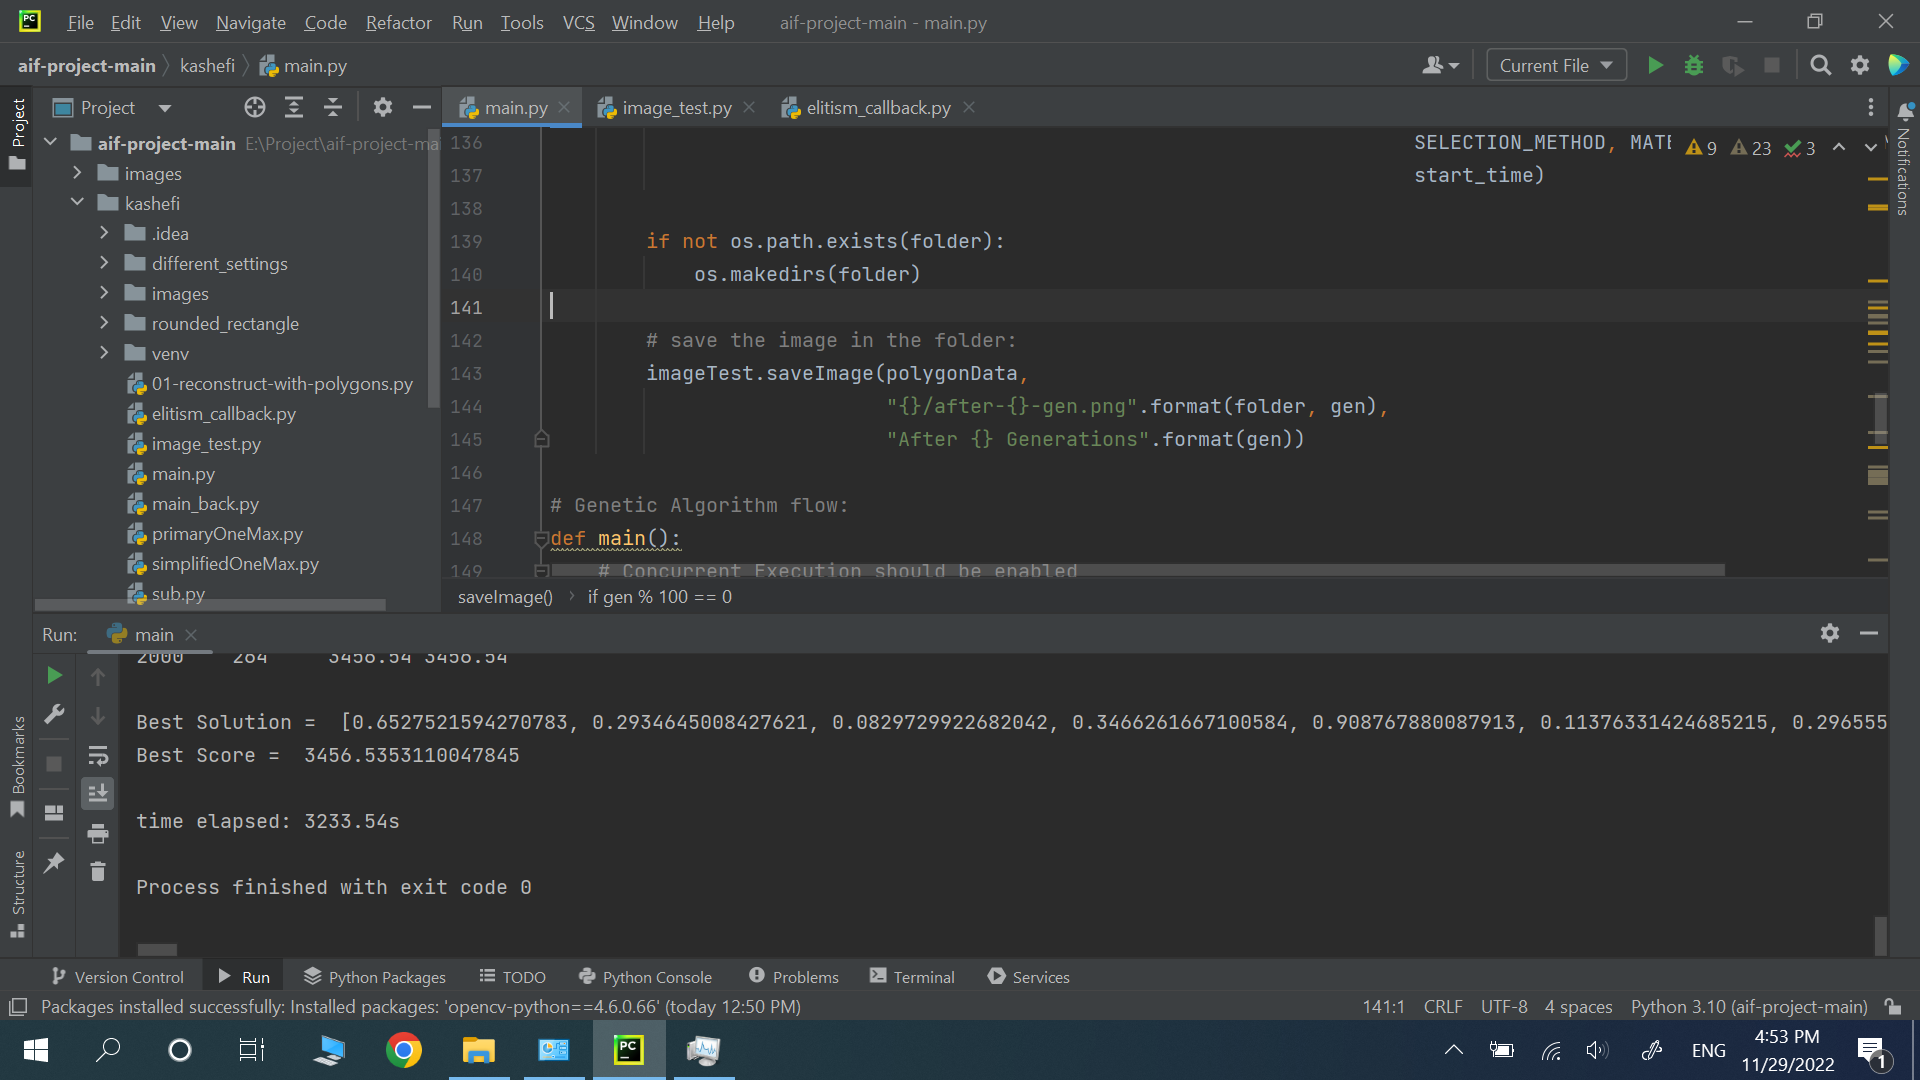 File Edit View Navigate Code Refactor Run Tools VCS Window Help aif-project-main - main.py
aif-project-main kashefi main.py Current File
Project main.py image_test.py elitism_callback.py
aif-project-main E:\Project\aif-project-ma
images
kashefi
.idea
different_settings
images
rounded_rectangle
venv
01-reconstruct-with-polygons.py
elitism_callback.py
image_test.py
main.py
main_back.py
primaryOneMax.py
simplifiedOneMax.py
sub.py
Project
Bookmarks
Structure
Notifications
9 23 3
136 SELECTION_METHOD, MATE
137 start_time)
138
139 if not os.path.exists(folder):
140 os.makedirs(folder)
141
142 # save the image in the folder:
143 imageTest.saveImage(polygonData,
144 "{}/after-{}-gen.png".format(folder, gen),
145 "After {} Generations".format(gen))
146
147 # Genetic Algorithm flow:
148 def main():
149 # Concurrent Execution should be enabled
saveImage() if gen % 100 == 0
Run: main
2000 264 3456.54 3456.54
Best Solution = [0.6527521594270783, 0.2934645008427621, 0.0829729922682042, 0.3466261667100584, 0.908767880087913, 0.11376331424685215, 0.296555
Best Score = 3456.5353110047845
time elapsed: 3233.54s
Process finished with exit code 0
Version Control Run Python Packages TODO Python Console Problems Terminal Services
Packages installed successfully: Installed packages: 'opencv-python==4.6.0.66' (today 12:50 PM) 141:1 CRLF UTF-8 4 spaces Python 3.10 (aif-project-main)
PC
ENG
4:53 PM
11/29/2022
1